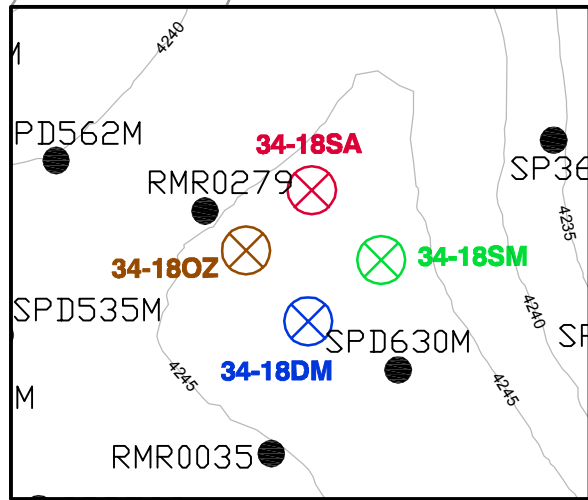 4240
M
PD562M
34-18SA
SP36
RMR0279
4235
34-18OZ
34-18SM
SPD535M
4240
SP
SPD630M
34-18DM
4245
4245
M
RMR0035